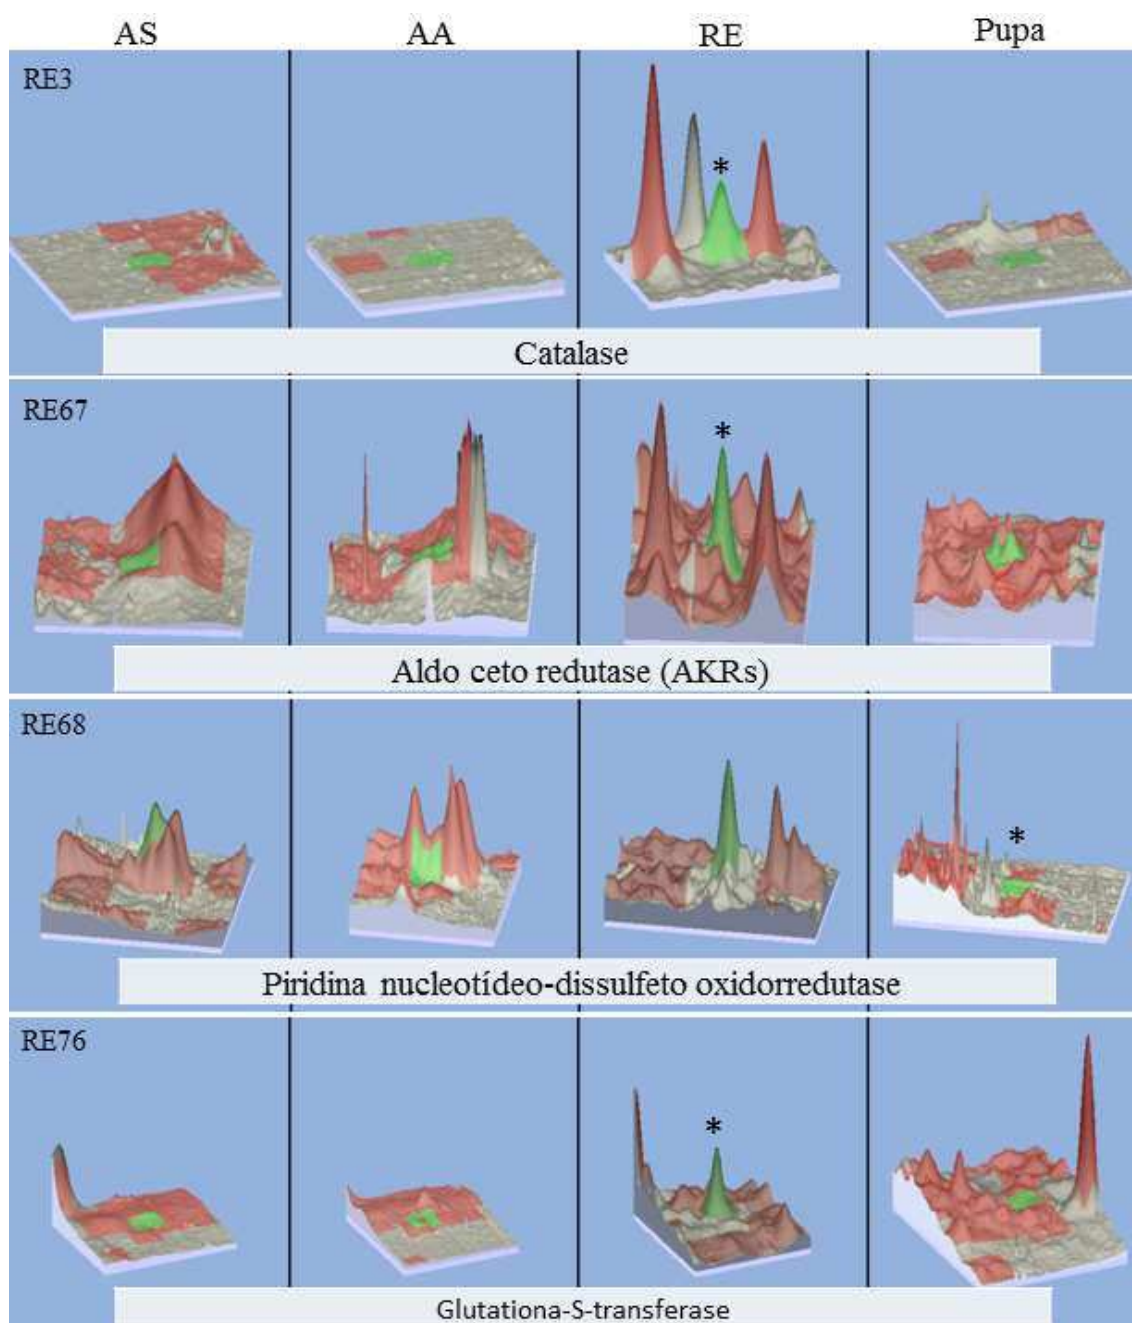 AS AA RE Pupa
RE3
*
Catalase
RE67
*
Aldo ceto redutase (AKRs)
RE68
*
Piridina nucleotídeo-dissulfeto oxidorredutase
RE76
*
Glutationa-S-transferase